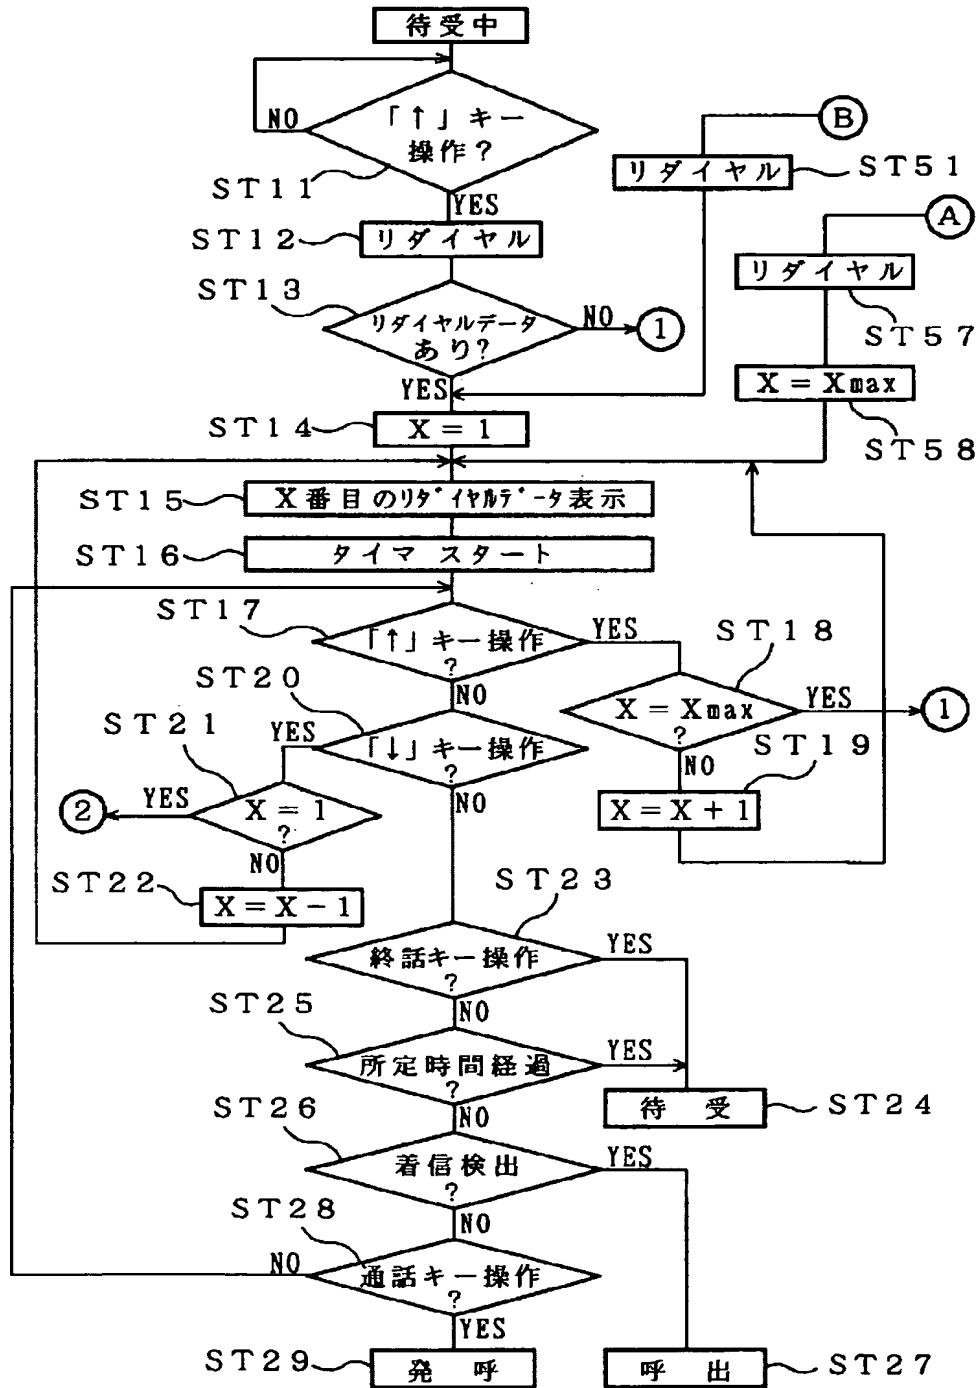 待受中
「↑」キー
操作?
NO
ST11
YES
B
リダイヤル
ST51
A
ST12
リダイヤル
リダイヤル
ST57
ST13
リダイヤルデータ
あり?
NO
1
YES
X=Xmax
ST58
ST14
X=1
ST15
X番目のリダイヤルデータ表示
ST16
タイマ スタート
ST17
「↑」キー操作
?
YES
NO
ST18
X=Xmax
?
YES
1
NO
ST19
X=X+1
ST20
「↓」キー操作
?
YES
NO
ST21
X=1
?
YES
2
NO
ST22
X=X-1
ST23
終話キー操作
?
YES
NO
ST25
所定時間経過
?
YES
NO
待 受
ST24
ST26
着信検出
?
YES
NO
ST28
通話キー操作
?
NO
YES
ST29
発 呼
呼 出
ST27